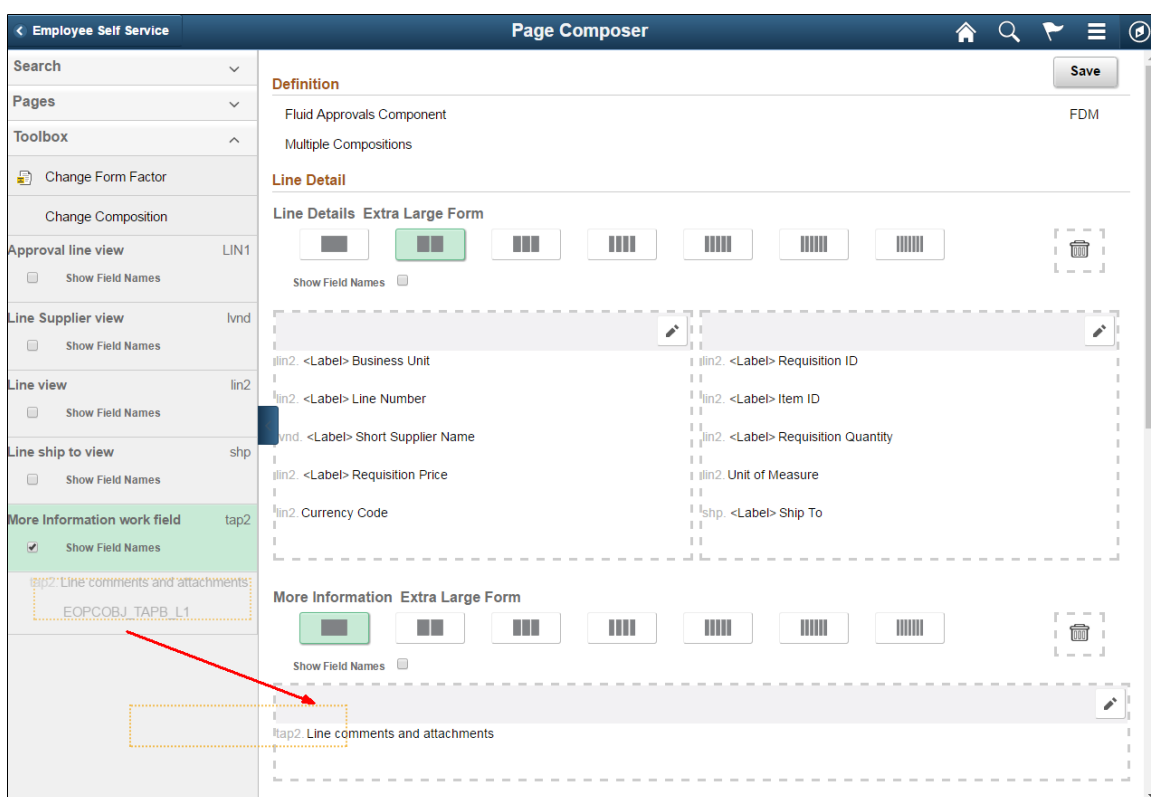 Employee Self Service
Page Composer
Search
Pages
Toolbox
Change Form Factor
Change Composition
Approval line view LIN1
Show Field Names
Line Supplier view lvnd
Show Field Names
Line view lin2
Show Field Names
Line ship to view shp
Show Field Names
More Information work field tap2
Show Field Names
tap2. Line comments and attachments
EOPCOBJ_TAPB_L1
Save
Definition
Fluid Approvals Component FDM
Multiple Compositions
Line Detail
Line Details Extra Large Form
Show Field Names
lin2. <Label> Business Unit
lin2. <Label> Line Number
lvnd. <Label> Short Supplier Name
lin2. <Label> Requisition Price
lin2. Currency Code
lin2. <Label> Requisition ID
lin2. <Label> Item ID
lin2. <Label> Requisition Quantity
lin2. Unit of Measure
shp. <Label> Ship To
More Information Extra Large Form
Show Field Names
tap2. Line comments and attachments